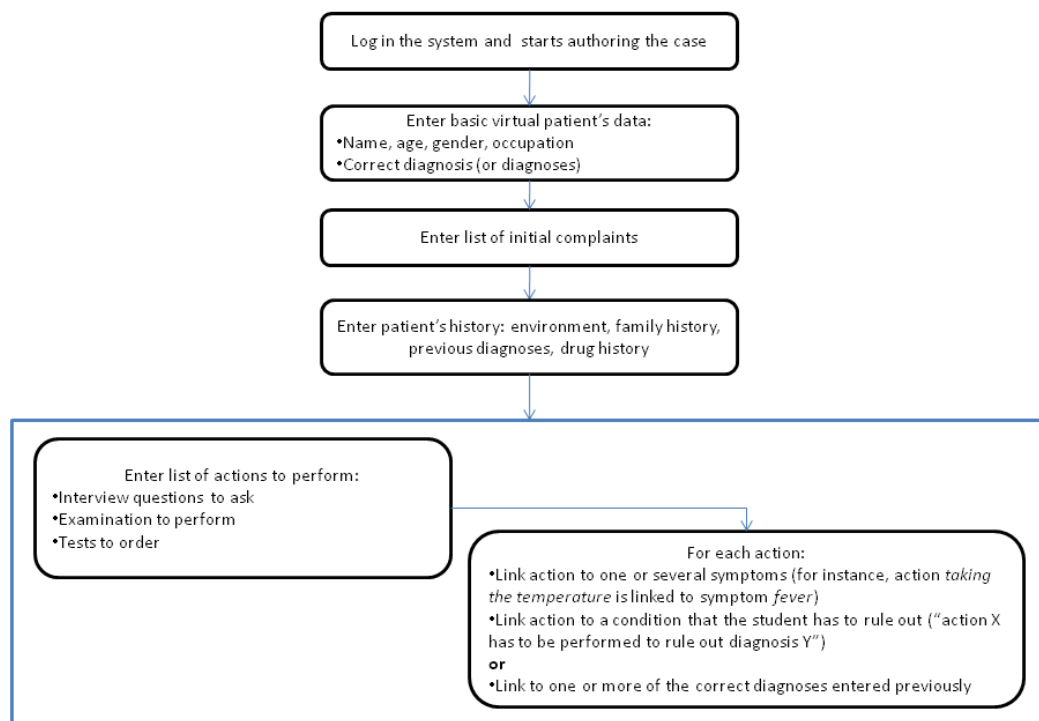 Log in the system and  starts authoring the case
Enter basic virtual patient’s data:
•Name, age, gender, occupation
•Correct diagnosis (or diagnoses)
Enter list of initial complaints
Enter patient’s history: environment, family history,
previous diagnoses, drug history
Enter list of actions to perform:
•Interview questions to ask
•Examination to perform
•Tests to order
For each action:
•Link action to one or several symptoms (for instance, action taking
the temperature is linked to symptom fever)
•Link action to a condition that the student has to rule out (“action X
has to be performed to rule out diagnosis Y”)
or
•Link to one or more of the correct diagnoses entered previously